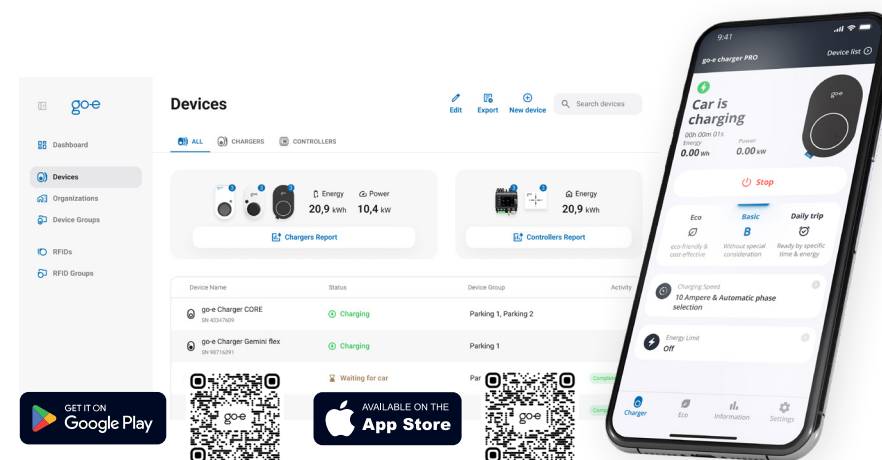 go-e
Dashboard
Devices
Organizations
Device Groups
RFIDs
RFID Groups
Devices
Edit
Export
New device
Search devices
ALL
CHARGERS
CONTROLLERS
3
3
3
Energy
Power
20,9 kWh
10,4 kW
Chargers Report
3
3
Energy
20,9 kWh
Controllers Report
Device Name
Status
Device Group
Activity
go-e Charger CORE
SN 40347609
Charging
Parking 1, Parking 2
go-e Charger Gemini flex
SN 98716291
Charging
Parking 1
Waiting for car
Par
GET IT ON
Google Play
go-e
AVAILABLE ON THE
App Store
go-e
9:41
go-e charger PRO
Device list
Car is
charging
00h 00m 01s
Energy
Power
0.00 Wh
0.00 kW
go-e
Stop
Eco
eco-friendly &
cost-effective
Basic
B
Without special
consideration
Daily trip
Ready by specific
time & energy
Charging Speed
10 Ampere & Automatic phase
selection
Energy Limit
Off
Charger
Eco
Information
Settings